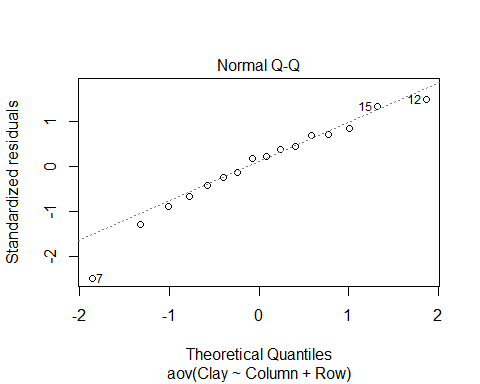 Normal Q-Q
Standardized residuals
1
0
-1
-2
15
12
7
-2 -1 0 1 2
Theoretical Quantiles
aov(Clay ~ Column + Row)